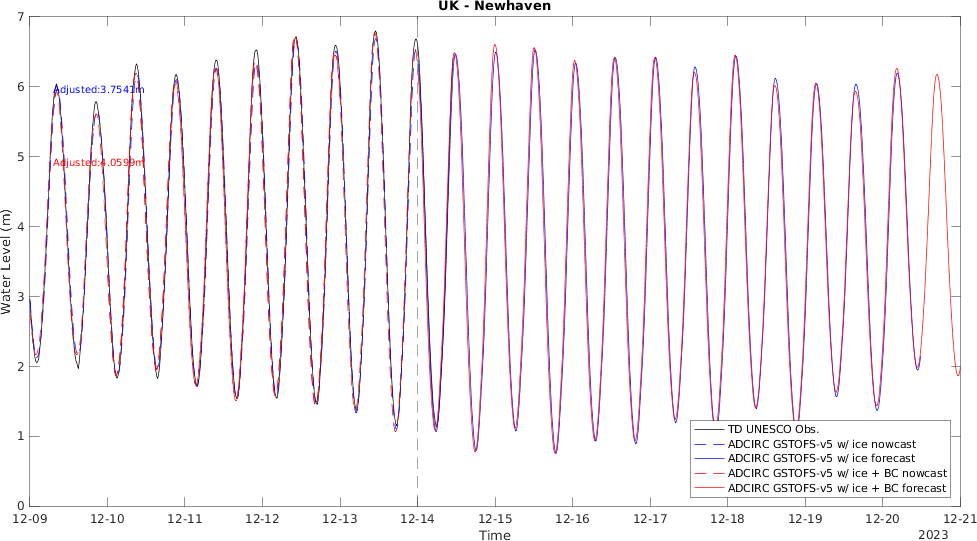 UK - Newhaven
Water Level (m)
7
6
5
4
3
2
1
0
Adjusted:3.7541m
Adjusted:4.0599m
TD UNESCO Obs.
ADCIRC GSTOFS-v5 w/ ice nowcast
ADCIRC GSTOFS-v5 w/ ice forecast
ADCIRC GSTOFS-v5 w/ ice + BC nowcast
ADCIRC GSTOFS-v5 w/ ice + BC forecast
12-09 12-10 12-11 12-12 12-13 12-14 12-15 12-16 12-17 12-18 12-19 12-20 12-21
Time
2023